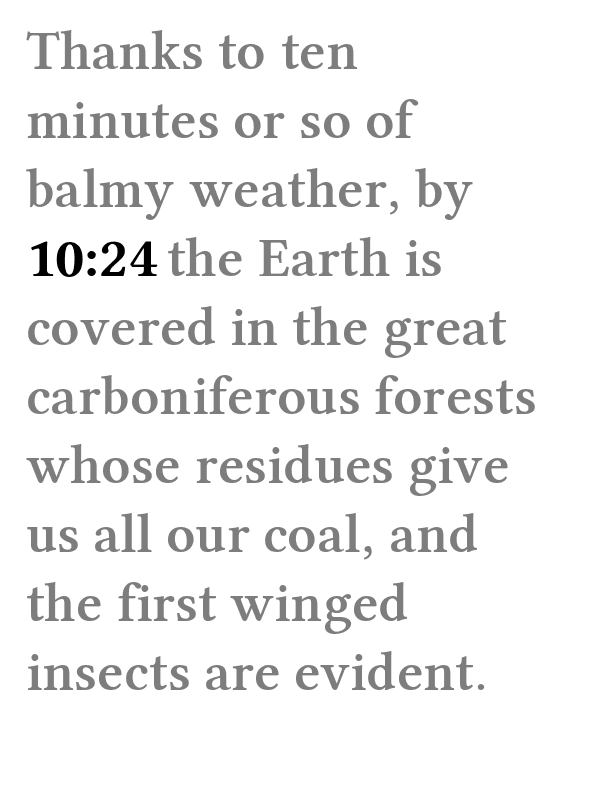 Thanks to ten
minutes or so of
balmy weather, by
10:24 the Earth is
covered in the great
carboniferous forests
whose residues give
us all our coal, and
the first winged
insects are evident.